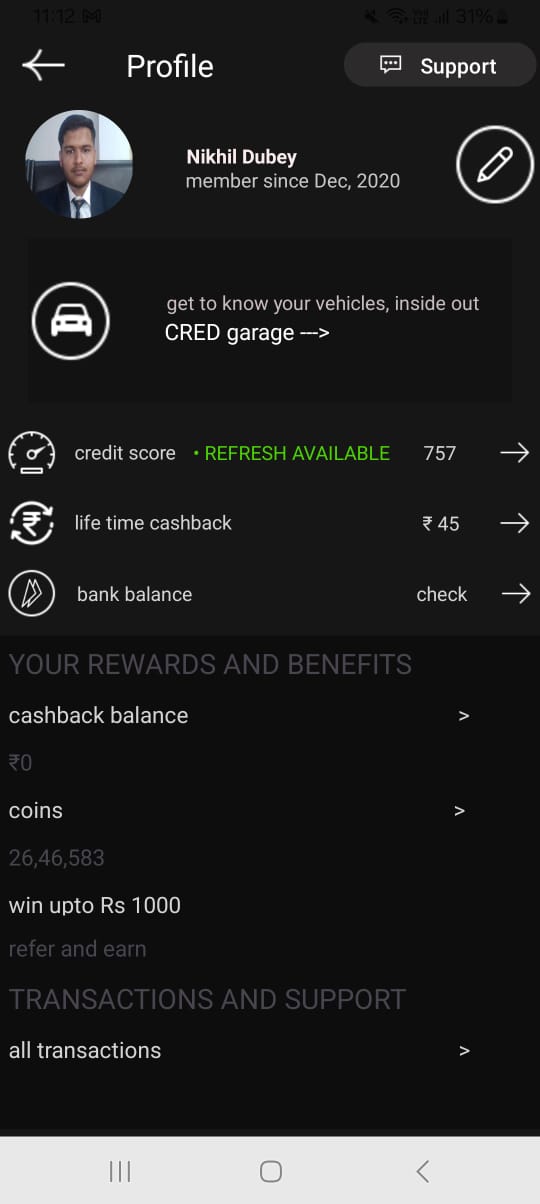 11:12
31%
Profile
Support
Nikhil Dubey
member since Dec, 2020
get to know your vehicles, inside out
CRED garage --->
credit score • REFRESH AVAILABLE 757
life time cashback ₹ 45
bank balance check
YOUR REWARDS AND BENEFITS
cashback balance >
₹0
coins >
26,46,583
win upto Rs 1000
refer and earn
TRANSACTIONS AND SUPPORT
all transactions >